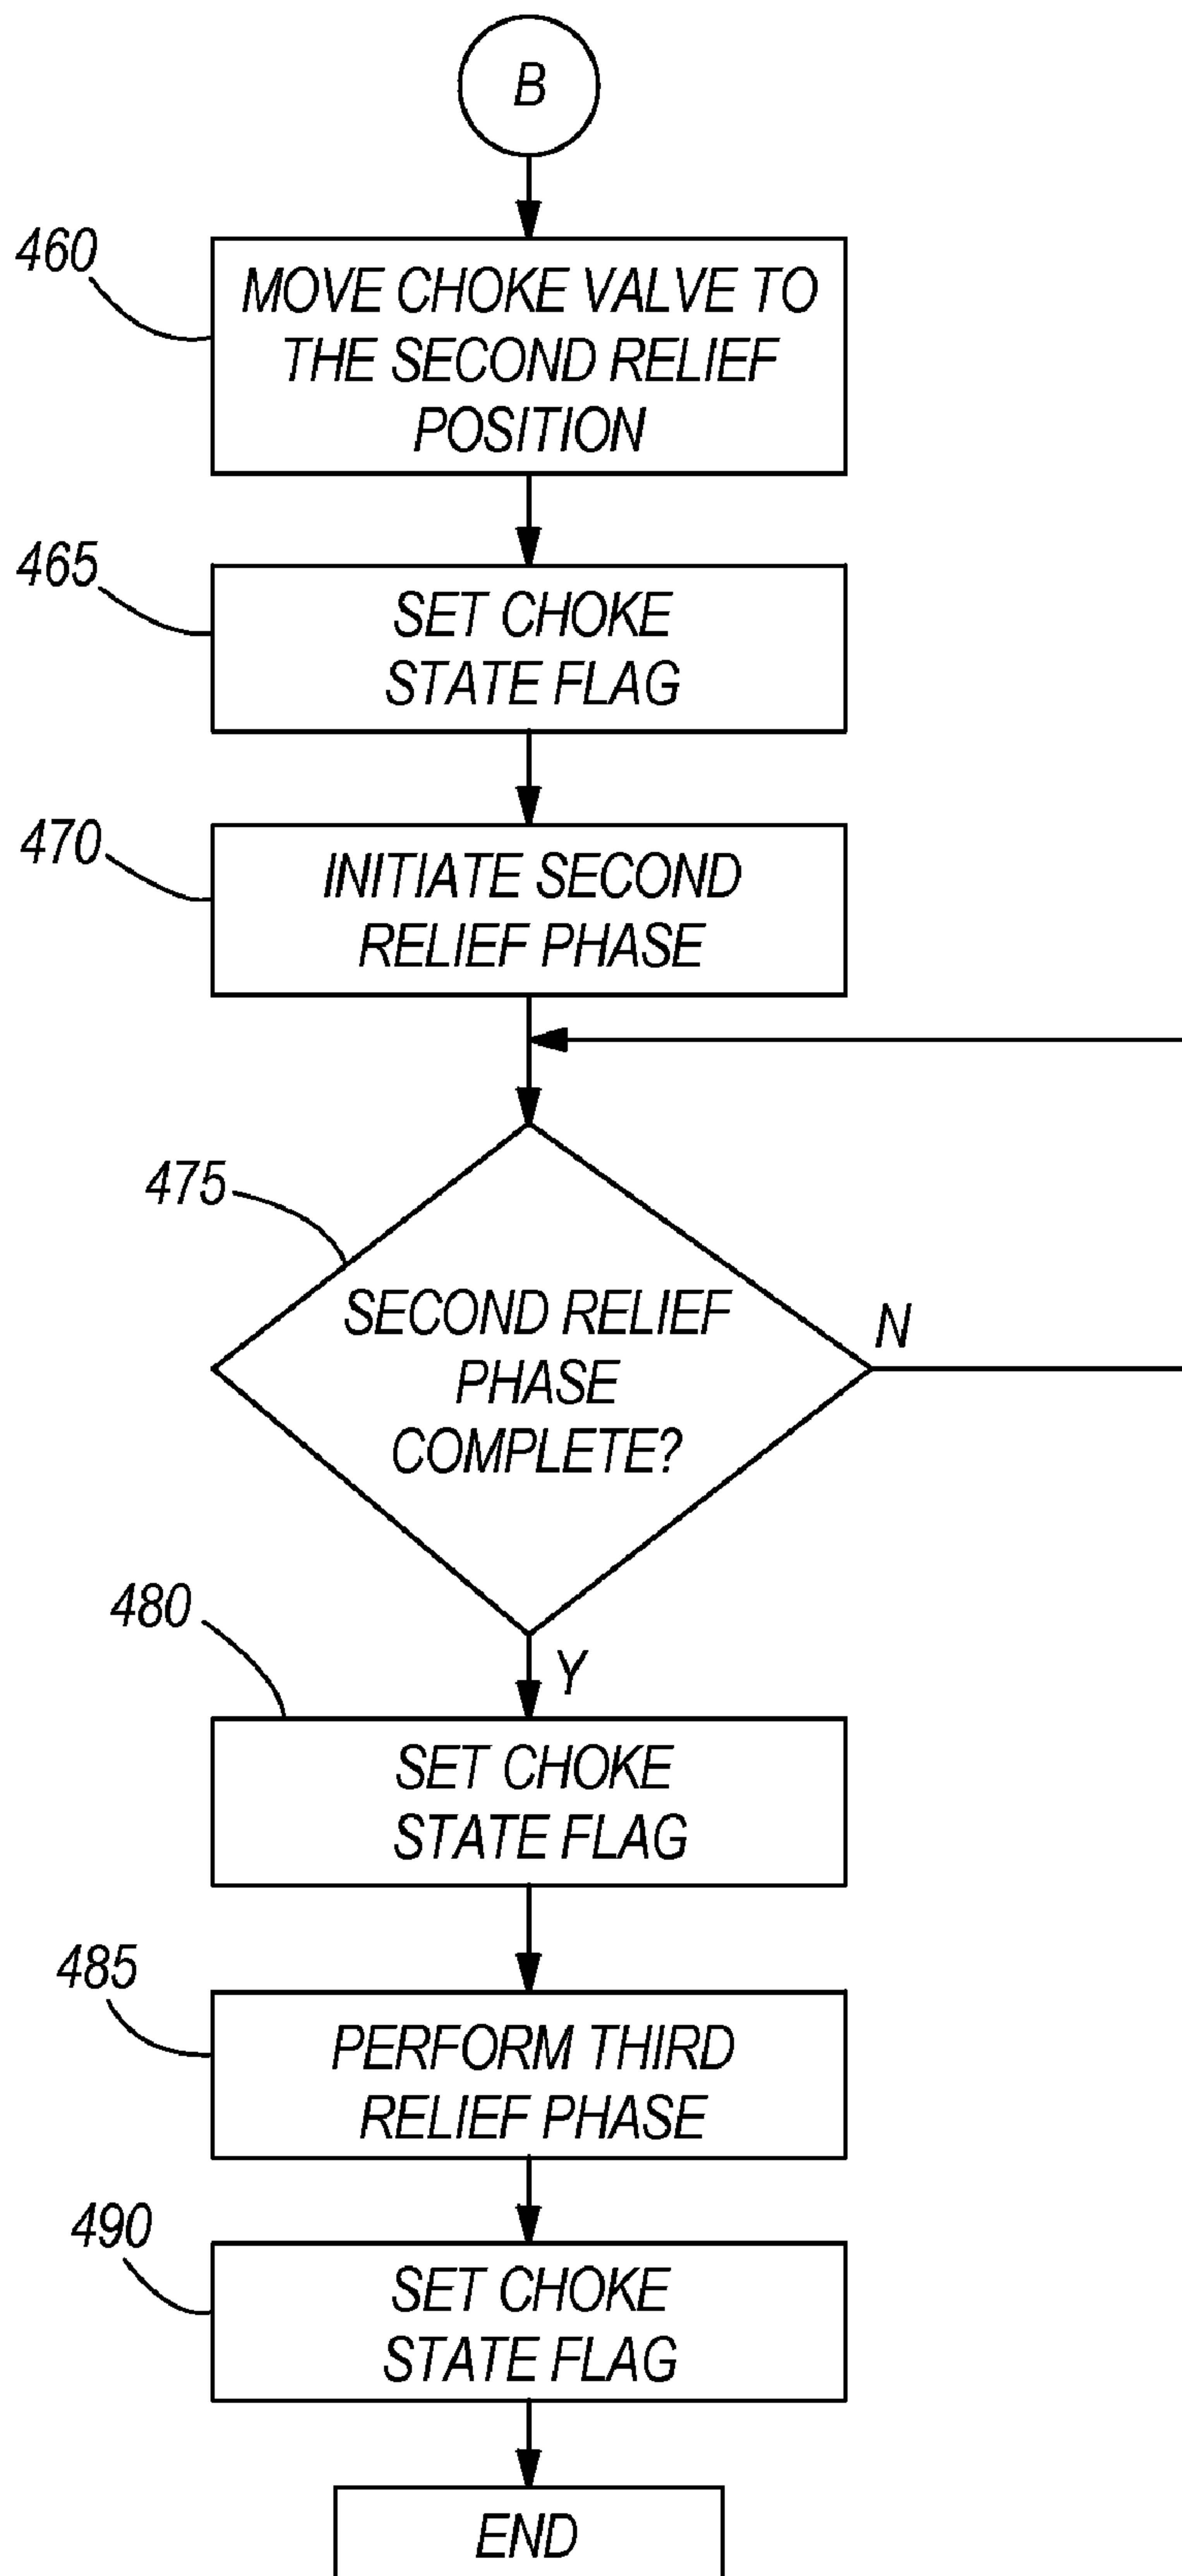 B
460
MOVE CHOKE VALVE TO
THE SECOND RELIEF
POSITION
465
SET CHOKE
STATE FLAG
470
INITIATE SECOND
RELIEF PHASE
475
SECOND RELIEF
PHASE
COMPLETE?
N
Y
480
SET CHOKE
STATE FLAG
485
PERFORM THIRD
RELIEF PHASE
490
SET CHOKE
STATE FLAG
END